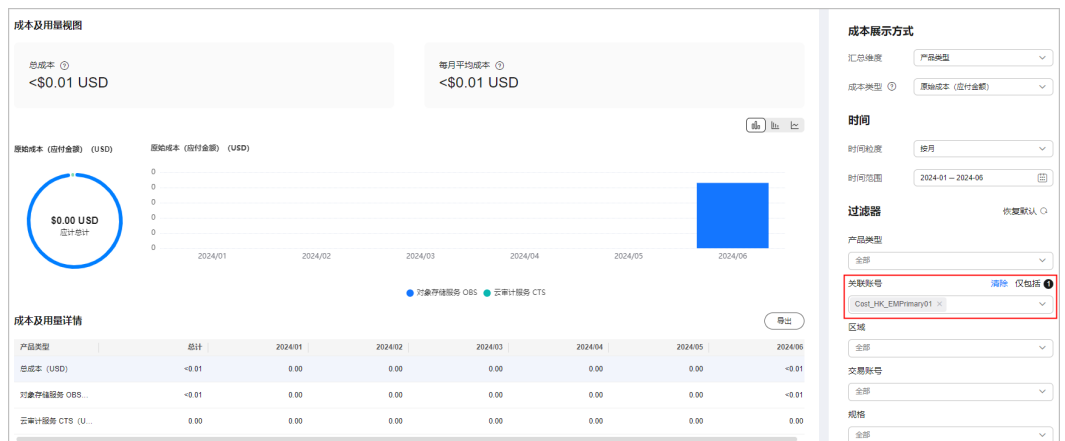 成本及用量视图
总成本
<$0.01 USD
每月平均成本
<$0.01 USD
原始成本（应付金额）(USD)
$0.00 USD
应计总计
原始成本（应付金额）(USD)
0
0
0
0
0
0
2024/01 2024/02 2024/03 2024/04 2024/05 2024/06
对象存储服务 OBS 云审计服务 CTS
成本及用量详情
导出
产品类型 总计 2024/01 2024/02 2024/03 2024/04 2024/05 2024/06
总成本（USD） <0.01 0.00 0.00 0.00 0.00 0.00 <0.01
对象存储服务 OBS... <0.01 0.00 0.00 0.00 0.00 0.00 <0.01
云审计服务 CTS（U... 0.00 0.00 0.00 0.00 0.00 0.00 0.00
成本展示方式
汇总维度 产品类型
成本类型 原始成本（应付金额）
时间
时间粒度 按月
时间范围 2024-01 -- 2024-06
过滤器 恢复默认
产品类型
全部
关联账号 清除 仅包括 1
Cost_HK_EMPrimary01 ×
区域
全部
交易账号
全部
规格
全部